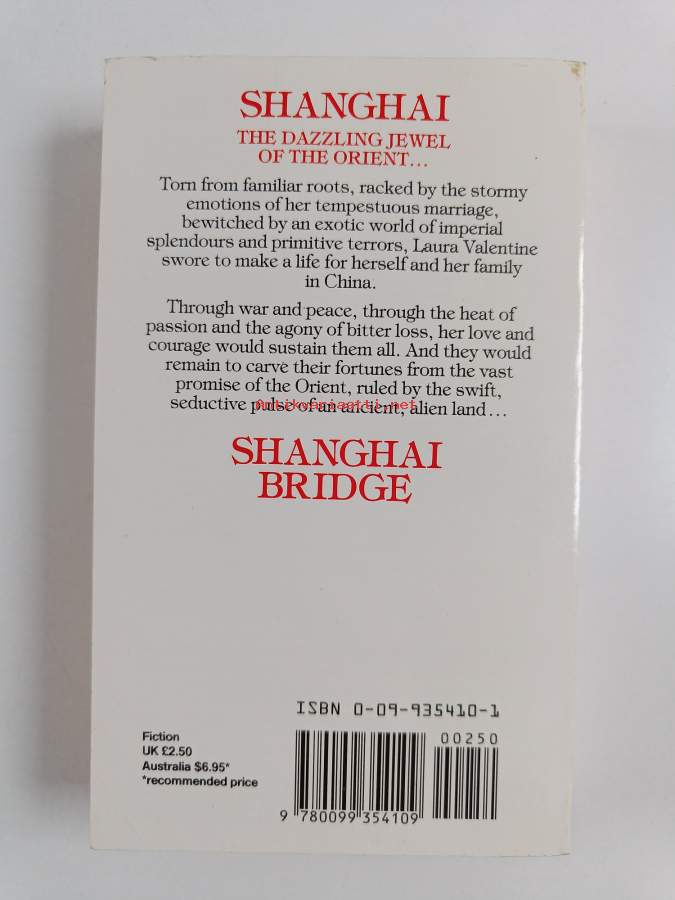 SHANGHAI
THE DAZZLING JEWEL
OF THE ORIENT...
Torn from familiar roots, racked by the stormy
emotions of her tempestuous marriage,
bewitched by an exotic world of imperial
splendours and primitive terrors, Laura Valentine
swore to make a life for herself and her family
in China.
Through war and peace, through the heat of
passion and the agony of bitter loss, her love and
courage would sustain them all. And they would
remain to carve their fortunes from the vast
promise of the Orient, ruled by the swift,
seductive pulse of an ancient, alien land...
Antikvariaatti.net
SHANGHAI
BRIDGE
ISBN 0-09-935410-1
Fiction
UK £2.50
Australia $6.95*
*recommended price
00250
9 780099 354109